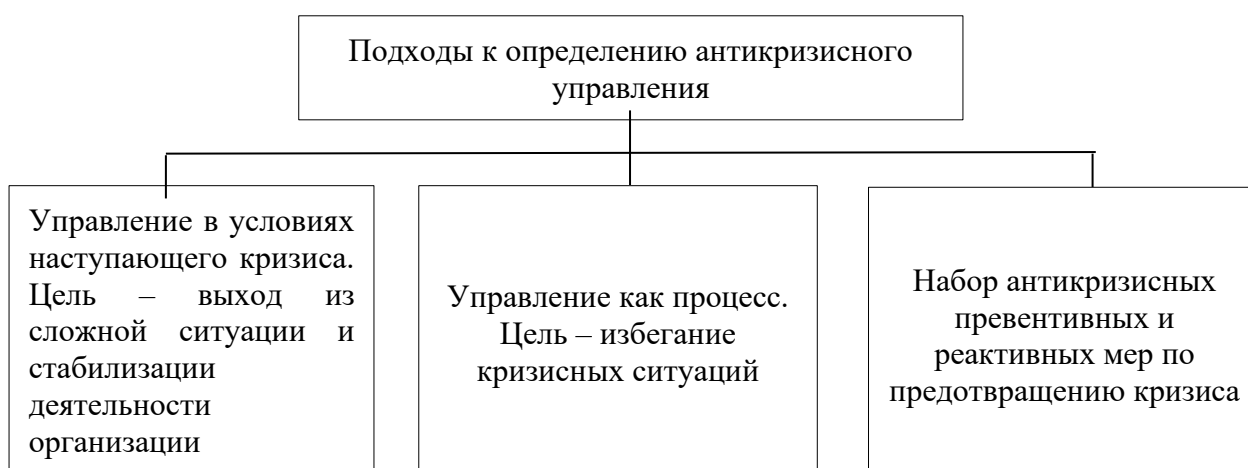 Подходы к определению антикризисного
управления
Управление в условиях
наступающего кризиса.
Цель – выход из
сложной ситуации и
стабилизации
деятельности
организации
Управление как процесс.
Цель – избегание
кризисных ситуаций
Набор антикризисных
превентивных и
реактивных мер по
предотвращению кризиса